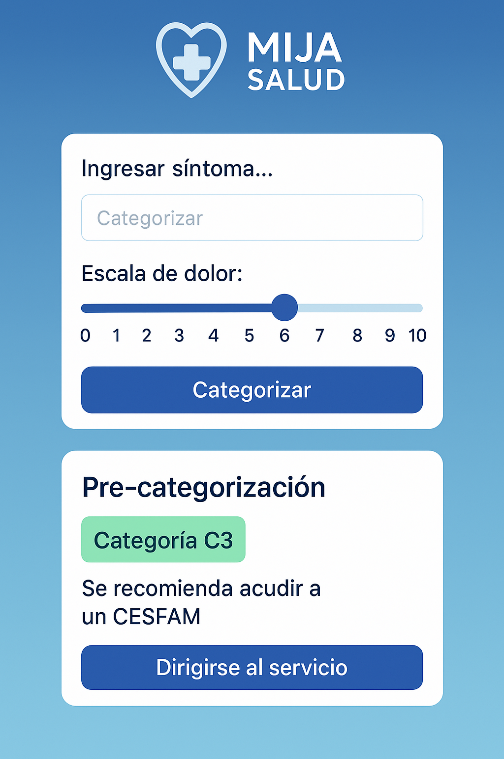 MIJA
SALUD
Ingresar síntoma...
Categorizar
Escala de dolor:
0 1 2 3 4 5 6 7 8 9 10
Categorizar
Pre-categorización
Categoría C3
Se recomienda acudir a
un CESFAM
Dirigirse al servicio